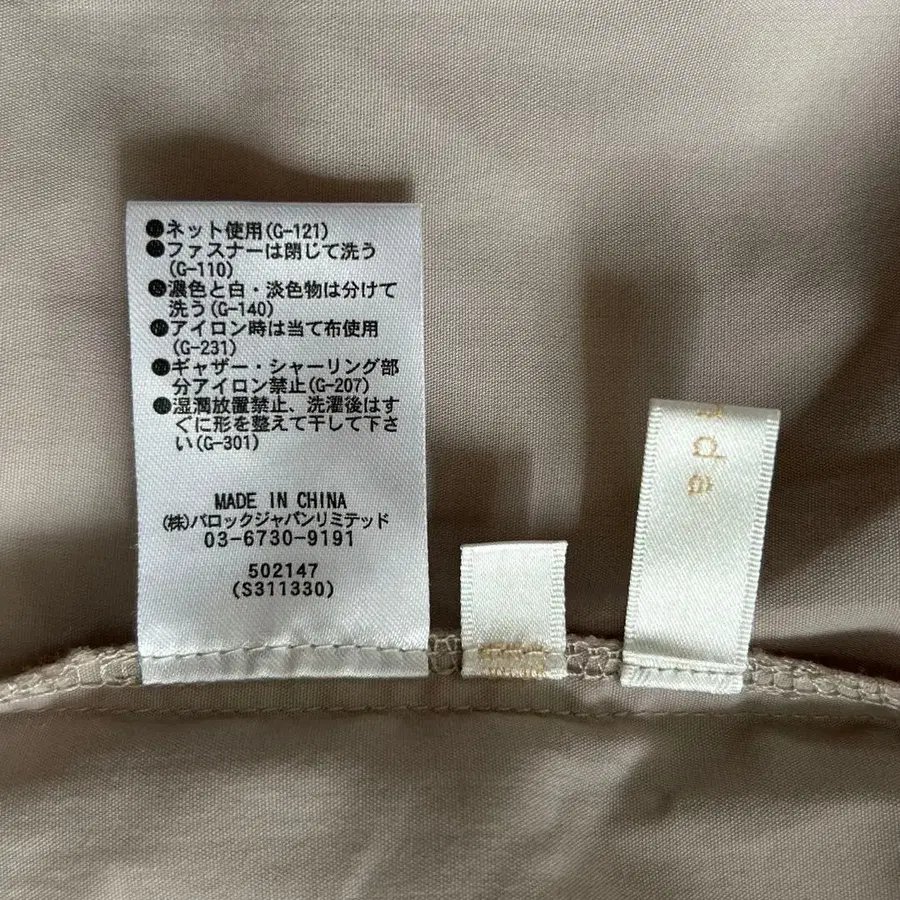 ●ネット使用(G-121)
●ファスナーは閉じて洗う
(G-110)
●濃色と白・淡色物は分けて
洗う(G-140)
●アイロン時は当て布使用
(G-231)
●ギャザー・シャーリング部
分アイロン禁止(G-207)
●湿潤放置禁止、洗濯後はす
ぐに形を整えて干して下さ
い(G-301)
MADE IN CHINA
(株)バロックジャパンリミテッド
03-6730-9191
502147
(S311330)